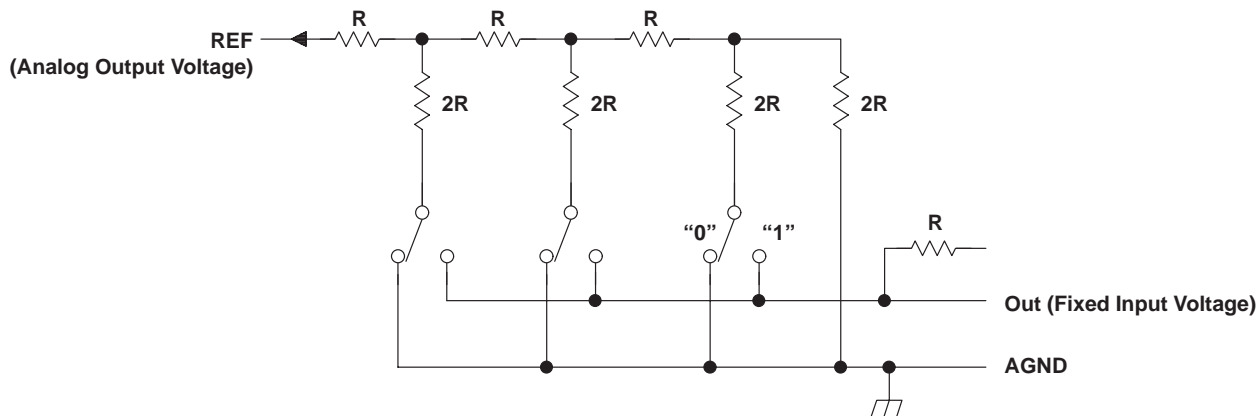 R
R
R
REF
(Analog Output Voltage)
2R
2R
2R
2R
"0"
"1"
R
Out (Fixed Input Voltage)
AGND